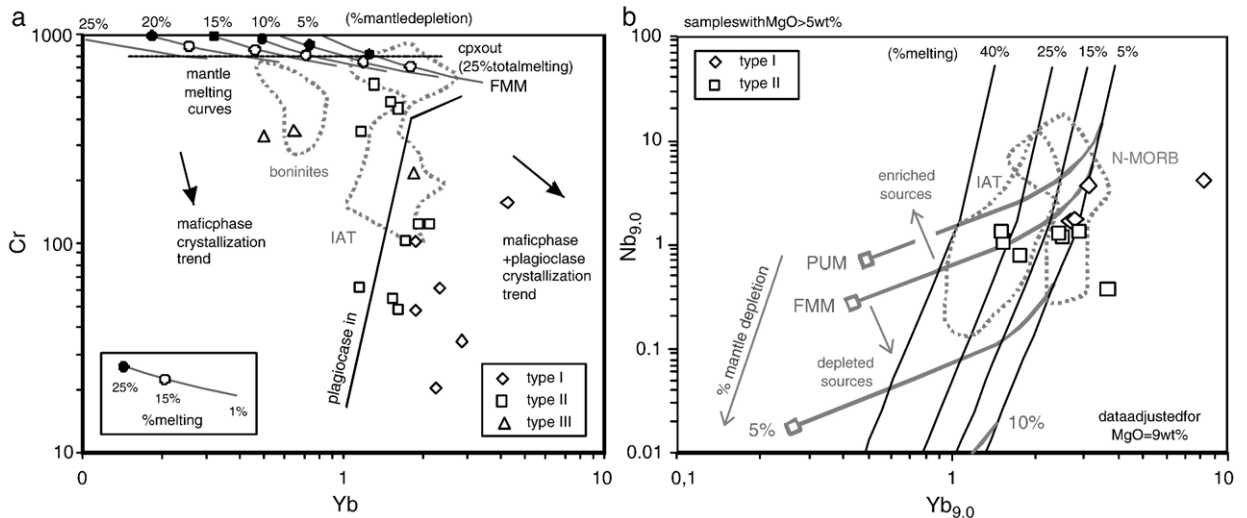 a
25% 20% 15% 10% 5% (%mantledepletion)
1000
cpxout
(25%totalmelting)
FMM
mantle
melting
curves
boninites
maficphase
crystallization
trend
IAT
100
Cr
maficphase
+plagioclase
crystallization
trend
plagiocase in
25%
15%
1%
%melting
type I
type II
type III
10
0
1
10
Yb
b
sampleswithMgO>5wt%
100
type I
type II
(%melting)
40% 25% 15% 5%
10
N-MORB
enriched
sources
IAT
1
Nb9.0
PUM
FMM
% mantle depletion
depleted
sources
0.1
5%
10%
dataadjustedfor
MgO=9wt%
0.01
0,1
1
10
Yb9.0